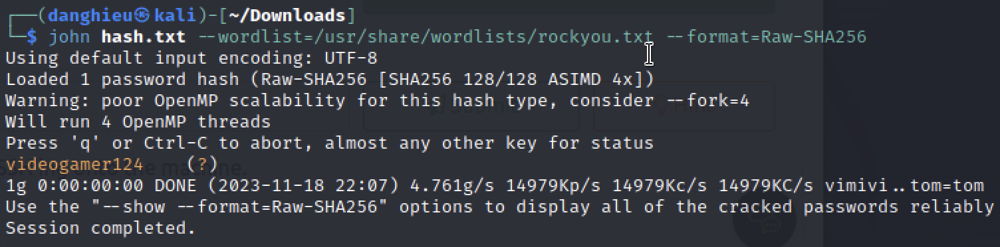 ┌──(danghieu㉿kali)-[~/Downloads]
└─$ john hash.txt --wordlist=/usr/share/wordlists/rockyou.txt --format=Raw-SHA256
Using default input encoding: UTF-8
Loaded 1 password hash (Raw-SHA256 [SHA256 128/128 ASIMD 4x])
Warning: poor OpenMP scalability for this hash type, consider --fork=4
Will run 4 OpenMP threads
Press 'q' or Ctrl-C to abort, almost any other key for status
videogamer124    (?)
1g 0:00:00:00 DONE (2023-11-18 22:07) 4.761g/s 14979Kp/s 14979Kc/s 14979KC/s vimivi..tom=tom
Use the "--show --format=Raw-SHA256" options to display all of the cracked passwords reliably
Session completed.